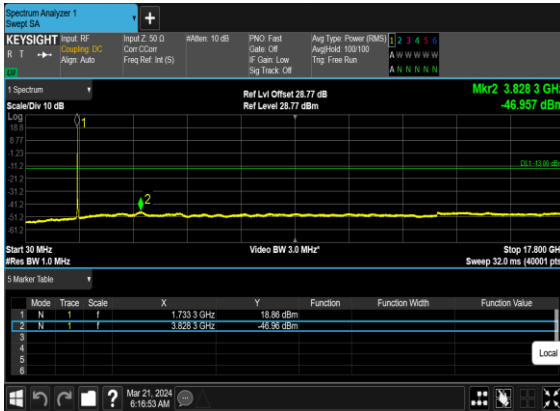 Spectrum Analyzer 1
Swept SA
+
KEYSIGHT Input: RF Input Z: 50 Ω #Atten: 10 dB PNO: Fast Avg Type: Power (RMS) 1 2 3 4 5 6
R T Coupling: DC Corr CCorr Gate: Off Avg|Hold: 100/100 A W W W W W
Align: Auto Freq Ref: Int (S) IF Gain: Low Trig: Free Run
Sig Track: Off A N N N N N
1 Spectrum Ref Lvl Offset 28.77 dB Mkr2 3.828 3 GHz
Scale/Div 10 dB Ref Level 28.77 dBm -46.957 dBm
Log
18.8 1
8.77
-1.23
-11.2 DL1 -13.00 dBm
-21.2
-31.2
-41.2 2
-51.2
-61.2
Start 30 MHz Video BW 3.0 MHz* Stop 17.800 GHz
#Res BW 1.0 MHz Sweep 32.0 ms (40001 pts)
5 Marker Table
Mode Trace Scale X Y Function Function Width Function Value
1 N 1 f 1.733 3 GHz 18.86 dBm
2 N 1 f 3.828 3 GHz -46.96 dBm
3
4
5
6
Local
? Mar 21, 2024
6:16:53 AM